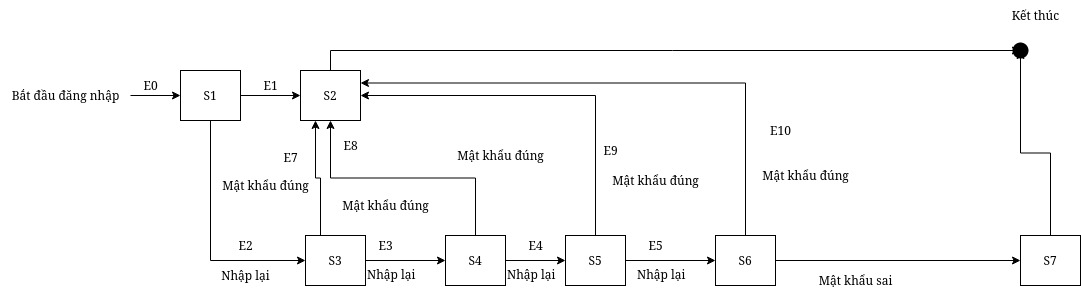 Kết thúc
Bắt đầu đăng nhập
E0
S1
E1
S2
E10
E7
E8
E9
Mật khẩu đúng
Mật khẩu đúng
Mật khẩu đúng
Mật khẩu đúng
Mật khẩu đúng
E2
Nhập lại
S3
E3
Nhập lại
S4
E4
Nhập lại
S5
E5
Nhập lại
S6
Mật khẩu sai
S7